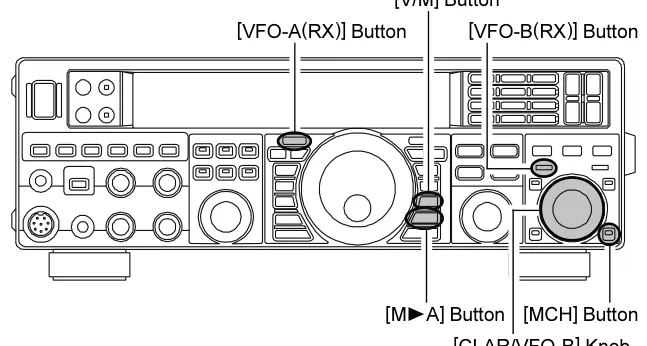 [V/M] Button
[VFO-A(RX)] Button
[VFO-B(RX)] Button
[M►A] Button
[MCH] Button
[CLAR/VFO-B] Knob